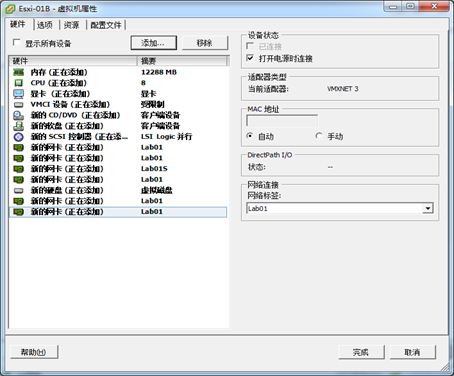 Esxi-01B - 虚拟机属性
硬件 选项 资源 配置文件
显示所有设备 添加... 移除
硬件 摘要
内存 (正在添加) 12288 MB
CPU (正在添加) 8
显卡 (正在添加) 显卡
VMCI 设备 (正在添加) 受限制
新的 CD/DVD (正在添加) 客户端设备
新的软盘 (正在添加) 客户端设备
新的 SCSI 控制器 (正在添... LSI Logic 并行
新的网卡 (正在添加) Lab01
新的网卡 (正在添加) Lab01
新的网卡 (正在添加) Lab01S
新的网卡 (正在添加) Lab01
新的硬盘 (正在添加) 虚拟磁盘
新的网卡 (正在添加) Lab01
新的网卡 (正在添加) Lab01
设备状态
已连接
打开电源时连接
适配器类型
当前适配器: VMXNET 3
MAC 地址
自动 手动
DirectPath I/O
状态: --
网络连接
网络标签:
Lab01
帮助(H) 完成 取消